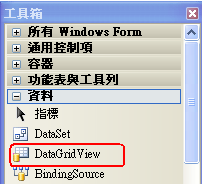 工具箱
所有 Windows Form
通用控制項
容器
功能表與工具列
資料
指標
DataSet
DataGridView
BindingSource